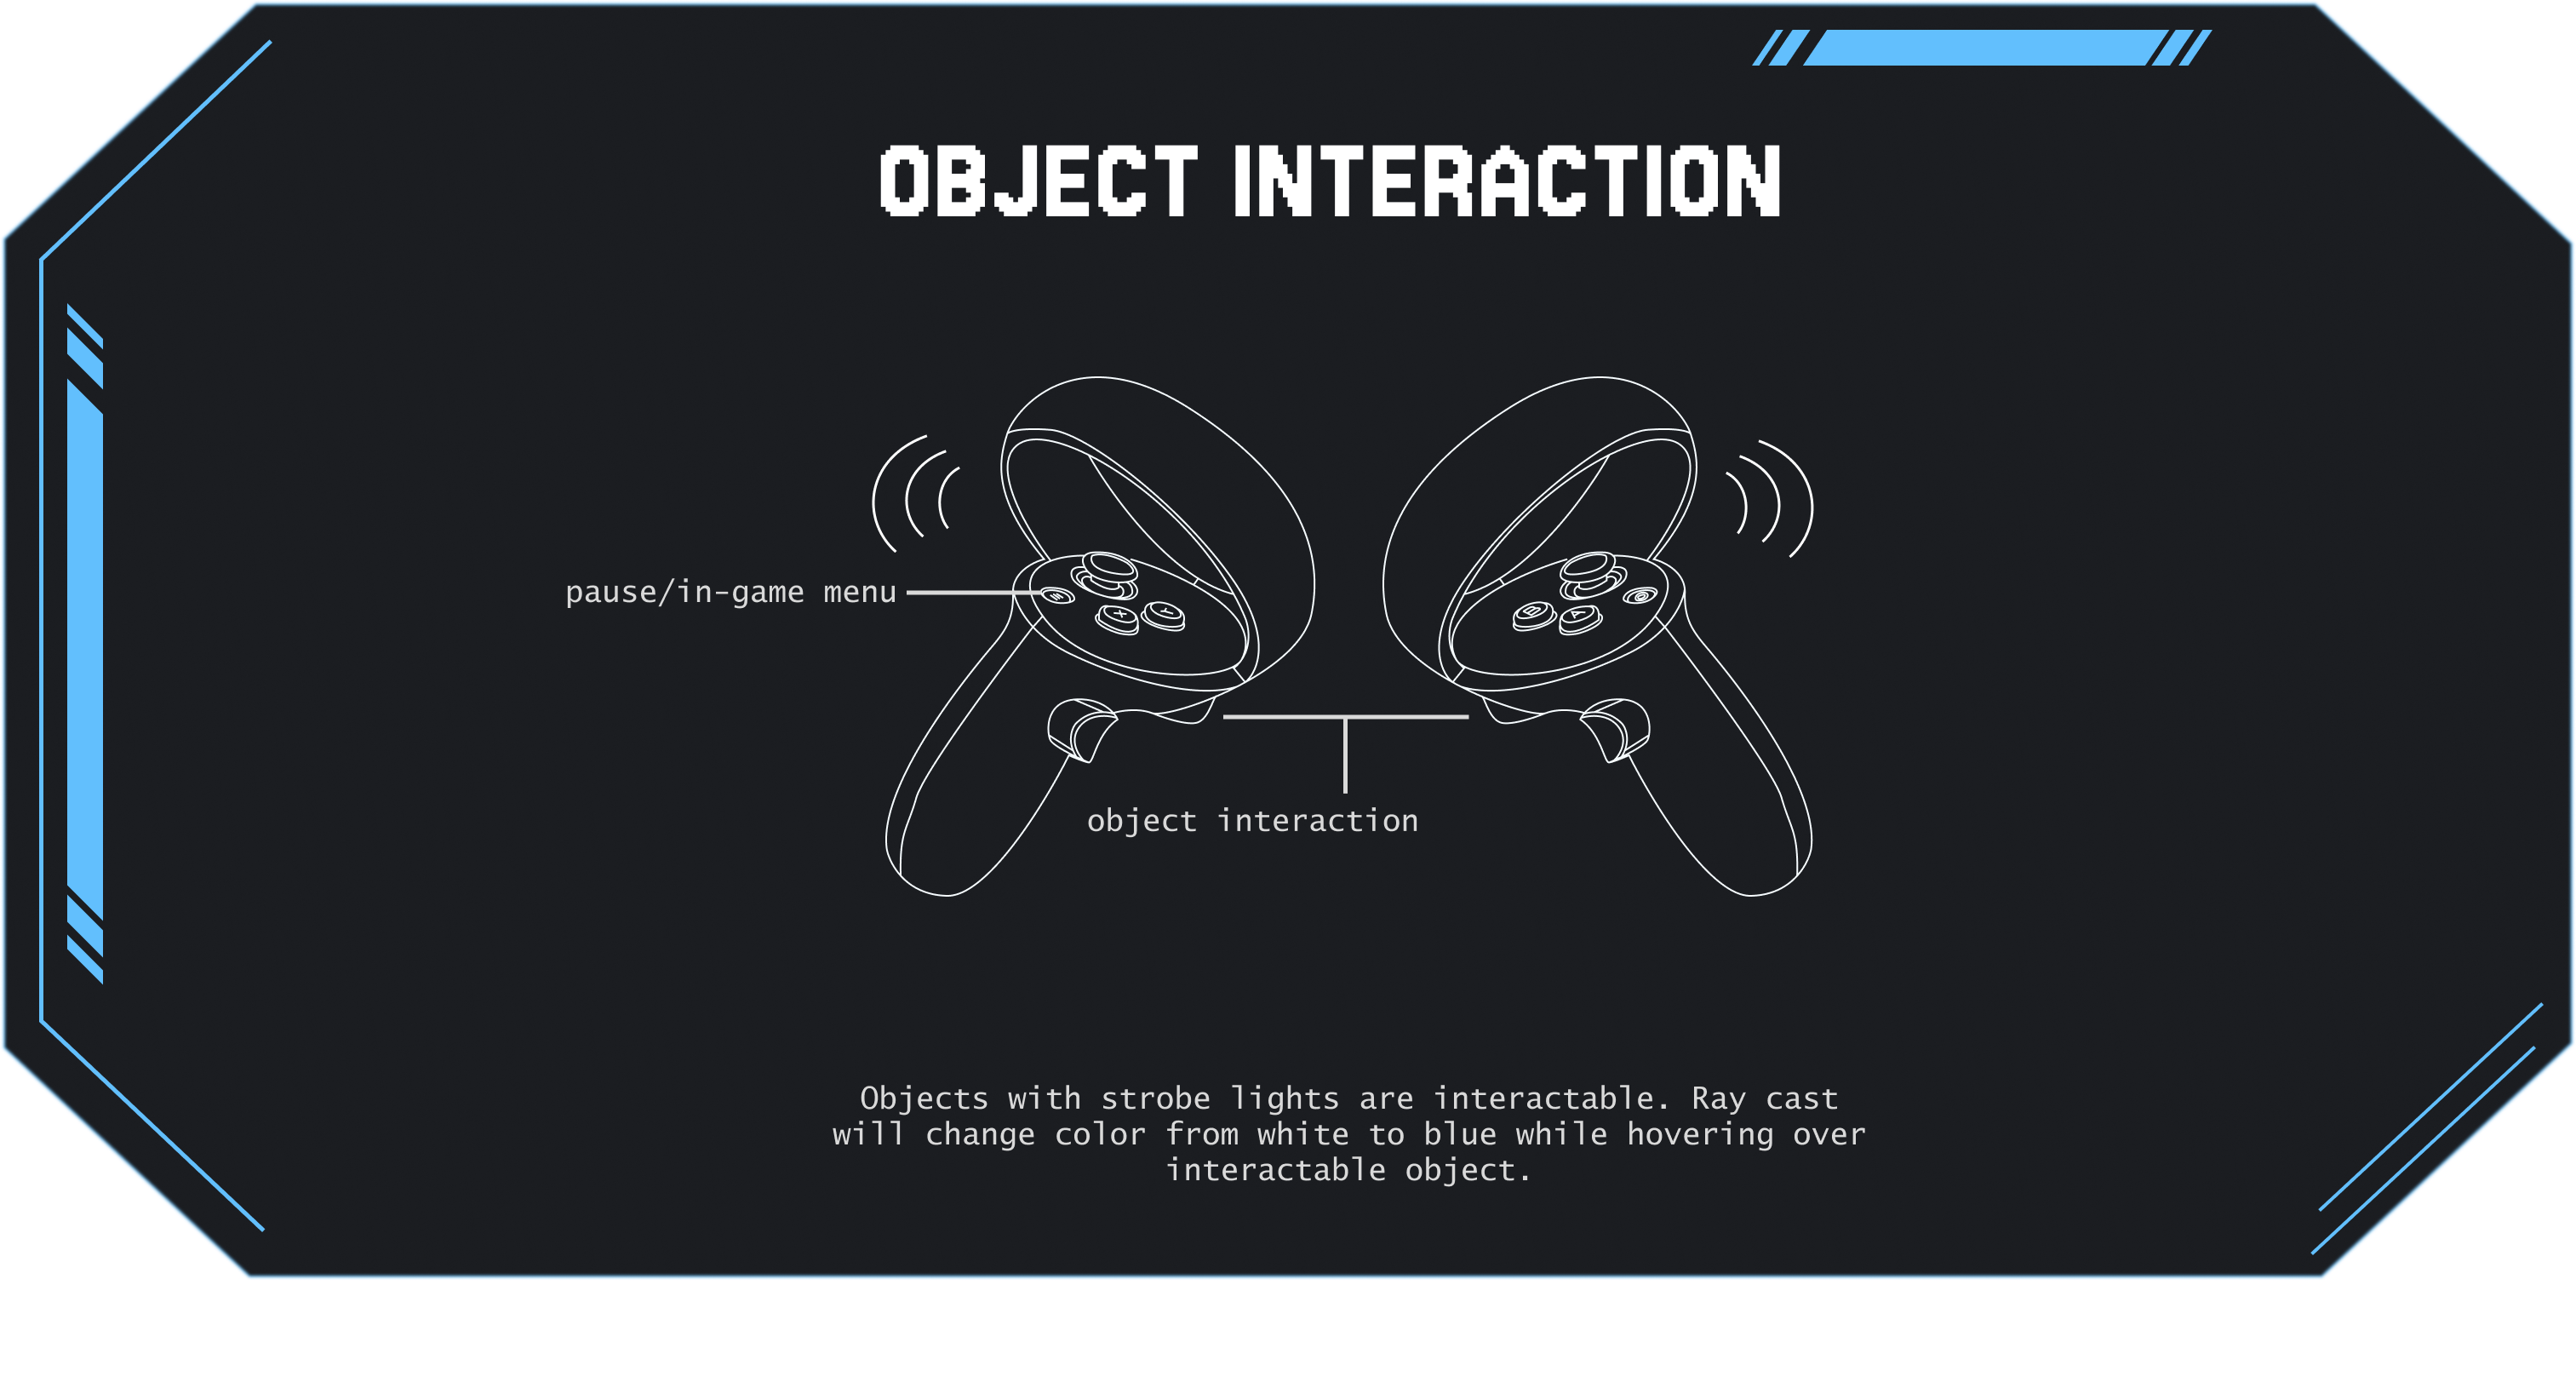 OBJECT INTERACTION
pause/in-game menu
X
Y
B
A
object interaction
Objects with strobe lights are interactable. Ray cast
will change color from white to blue while hovering over
interactable object.